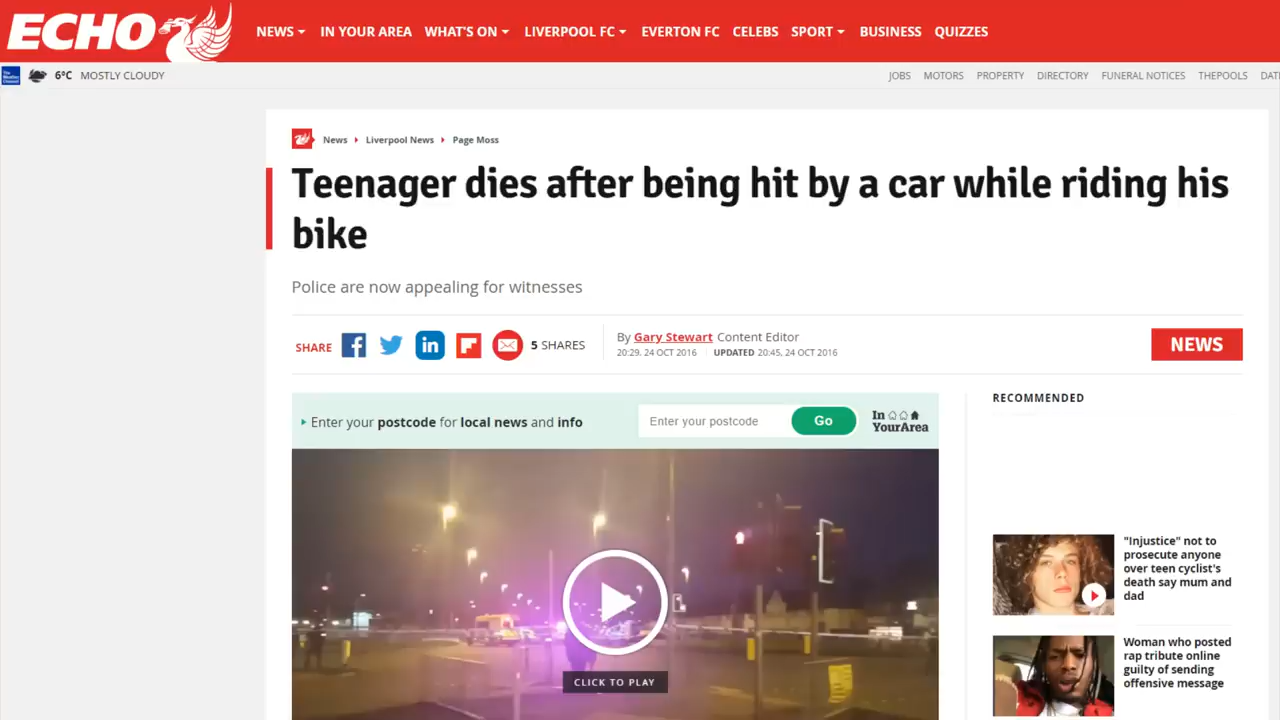 ECHO
NEWS
IN YOUR AREA
WHAT'S ON
LIVERPOOL FC
EVERTON FC
CELEBS
SPORT
BUSINESS
QUIZZES
6°C MOSTLY CLOUDY
JOBS
MOTORS
PROPERTY
DIRECTORY
FUNERAL NOTICES
THEPOOLS
DATI
News
Liverpool News
Page Moss
Teenager dies after being hit by a car while riding his
bike
Police are now appealing for witnesses
SHARE
in
5 SHARES
By Gary Stewart Content Editor
20:29, 24 OCT 2016
UPDATED 20:45, 24 OCT 2016
NEWS
Enter your postcode for local news and info
Enter your postcode
Go
In
YourArea
CLICK TO PLAY
RECOMMENDED
"Injustice" not to
prosecute anyone
over teen cyclist's
death say mum and
dad
Woman who posted
rap tribute online
guilty of sending
offensive message